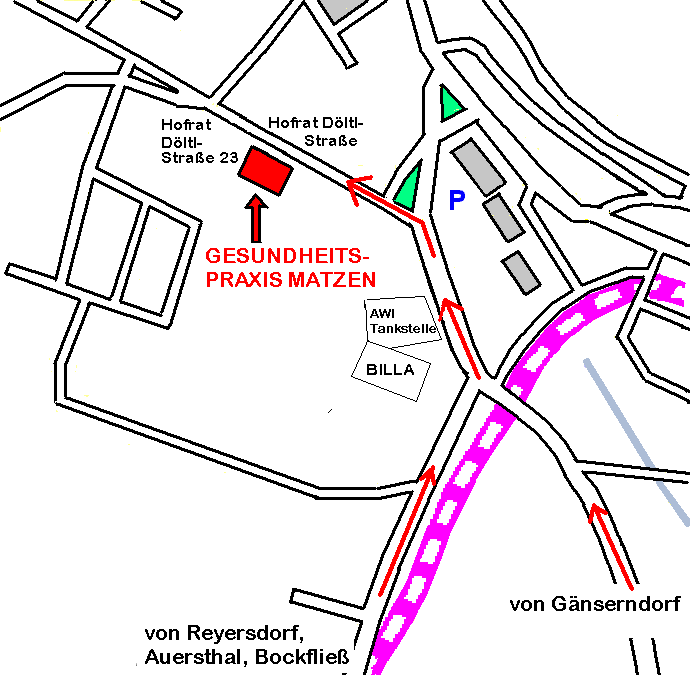 Hofrat
Döltl-
Straße 23
Hofrat Döltl-
Straße
P
GESUNDHEITS-
PRAXIS MATZEN
AWI
Tankstelle
BILLA
von Gänserndorf
von Reyersdorf,
Auersthal, Bockfließ